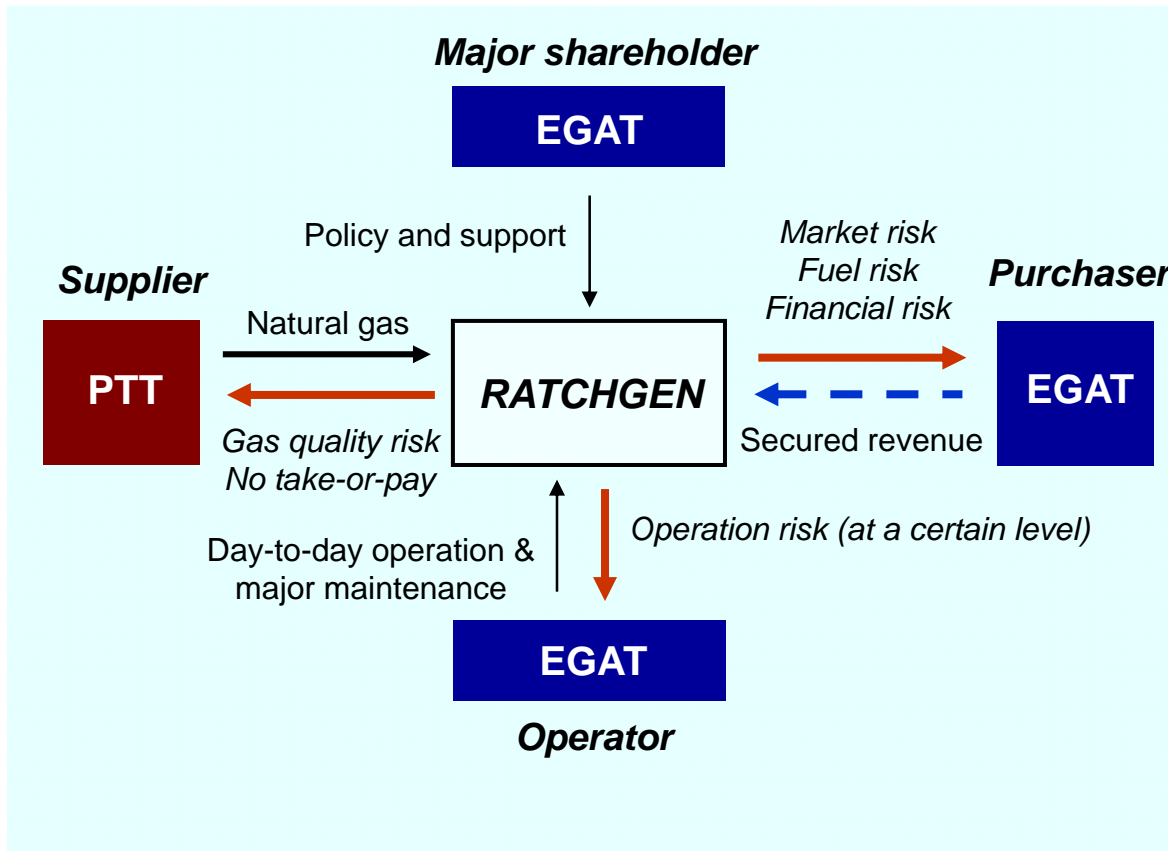 Major shareholder
EGAT
Policy and support
Market risk
Fuel risk
Financial risk
Supplier
Purchaser
Natural gas
PTT
RATCHGEN
EGAT
Gas quality risk
No take-or-pay
Secured revenue
Day-to-day operation &
major maintenance
Operation risk (at a certain level)
EGAT
Operator